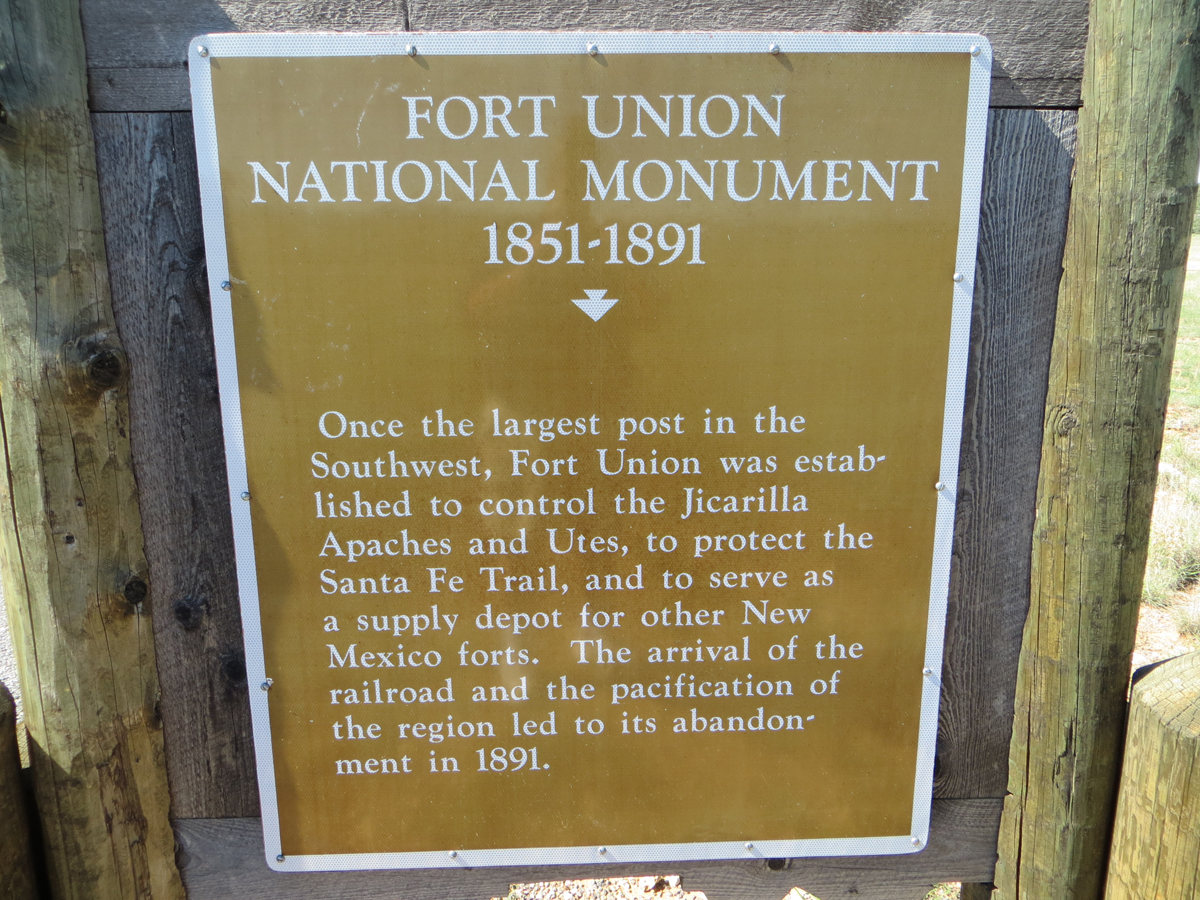 FORT UNION
NATIONAL MONUMENT
1851-1891
Once the largest post in the
Southwest, Fort Union was estab-
lished to control the Jicarilla
Apaches and Utes, to protect the
Santa Fe Trail, and to serve as
a supply depot for other New
Mexico forts. The arrival of the
railroad and the pacification of
the region led to its abandon-
ment in 1891.